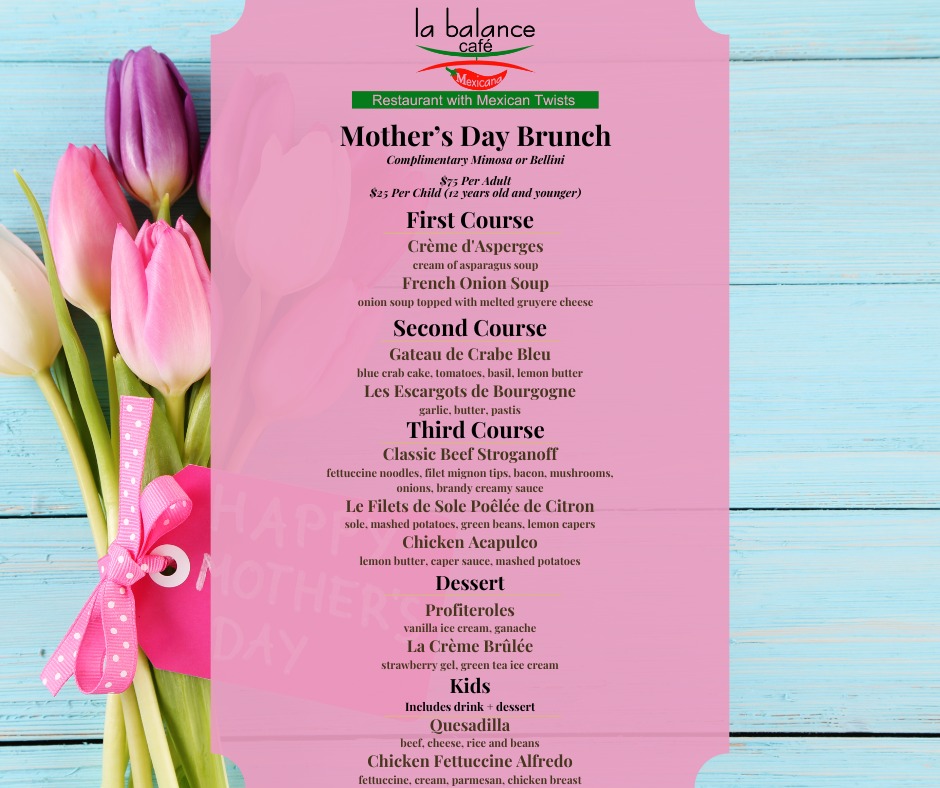 la balance
café
Mexicana
Restaurant with Mexican Twists
Mother's Day Brunch
Complimentary Mimosa or Bellini
$75 Per Adult
$25 Per Child (12 years old and younger)
First Course
Crème d'Asperges
cream of asparagus soup
French Onion Soup
onion soup topped with melted gruyere cheese
Second Course
Gateau de Crabe Bleu
blue crab cake, tomatoes, basil, lemon butter
Les Escargots de Bourgogne
garlic, butter, pastis
Third Course
Classic Beef Stroganoff
fettuccine noodles, filet mignon tips, bacon, mushrooms,
onions, brandy creamy sauce
Le Filets de Sole Poêlée de Citron
sole, mashed potatoes, green beans, lemon capers
Chicken Acapulco
lemon butter, caper sauce, mashed potatoes
Dessert
Profiteroles
vanilla ice cream, ganache
La Crème Brûlée
strawberry gel, green tea ice cream
Kids
Includes drink + dessert
Quesadilla
beef, cheese, rice and beans
Chicken Fettuccine Alfredo
fettuccine, cream, parmesan, chicken breast
HAPPY
MOTHERS
DAY